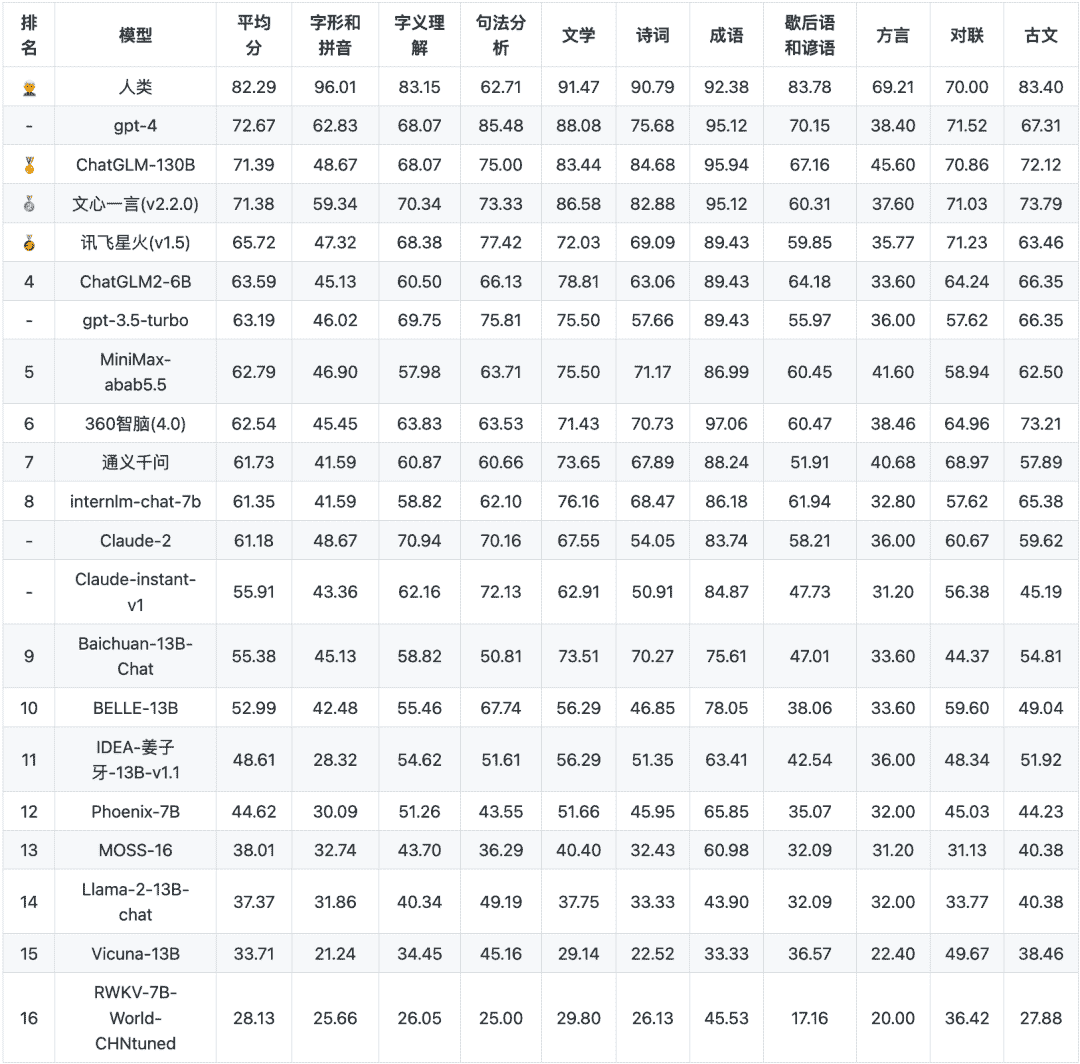 排名 模型 平均分 字形和拼音 字义理解 句法分析 文学 诗词 成语 歇后语和谚语 方言 对联 古文
人类 82.29 96.01 83.15 62.71 91.47 90.79 92.38 83.78 69.21 70.00 83.40
- gpt-4 72.67 62.83 68.07 85.48 88.08 75.68 95.12 70.15 38.40 71.52 67.31
ChatGLM-130B 71.39 48.67 68.07 75.00 83.44 84.68 95.94 67.16 45.60 70.86 72.12
文心一言(v2.2.0) 71.38 59.34 70.34 73.33 86.58 82.88 95.12 60.31 37.60 71.03 73.79
讯飞星火(v1.5) 65.72 47.32 68.38 77.42 72.03 69.09 89.43 59.85 35.77 71.23 63.46
4 ChatGLM2-6B 63.59 45.13 60.50 66.13 78.81 63.06 89.43 64.18 33.60 64.24 66.35
- gpt-3.5-turbo 63.19 46.02 69.75 75.81 75.50 57.66 89.43 55.97 36.00 57.62 66.35
5 MiniMax-abab5.5 62.79 46.90 57.98 63.71 75.50 71.17 86.99 60.45 41.60 58.94 62.50
6 360智脑(4.0) 62.54 45.45 63.83 63.53 71.43 70.73 97.06 60.47 38.46 64.96 73.21
7 通义千问 61.73 41.59 60.87 60.66 73.65 67.89 88.24 51.91 40.68 68.97 57.89
8 internlm-chat-7b 61.35 41.59 58.82 62.10 76.16 68.47 86.18 61.94 32.80 57.62 65.38
- Claude-2 61.18 48.67 70.94 70.16 67.55 54.05 83.74 58.21 36.00 60.67 59.62
- Claude-instant-v1 55.91 43.36 62.16 72.13 62.91 50.91 84.87 47.73 31.20 56.38 45.19
9 Baichuan-13B-Chat 55.38 45.13 58.82 50.81 73.51 70.27 75.61 47.01 33.60 44.37 54.81
10 BELLE-13B 52.99 42.48 55.46 67.74 56.29 46.85 78.05 38.06 33.60 59.60 49.04
11 IDEA-姜子牙-13B-v1.1 48.61 28.32 54.62 51.61 56.29 51.35 63.41 42.54 36.00 48.34 51.92
12 Phoenix-7B 44.62 30.09 51.26 43.55 51.66 45.95 65.85 35.07 32.00 45.03 44.23
13 MOSS-16 38.01 32.74 43.70 36.29 40.40 32.43 60.98 32.09 31.20 31.13 40.38
14 Llama-2-13B-chat 37.37 31.86 40.34 49.19 37.75 33.33 43.90 32.09 32.00 33.77 40.38
15 Vicuna-13B 33.71 21.24 34.45 45.16 29.14 22.52 33.33 36.57 22.40 49.67 38.46
16 RWKV-7B-World-CHNtuned 28.13 25.66 26.05 25.00 29.80 26.13 45.53 17.16 20.00 36.42 27.88